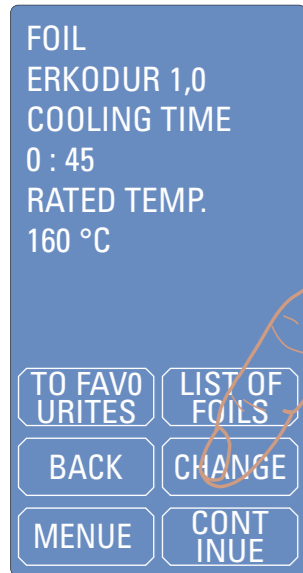 FOIL
ERKODUR 1,0
COOLING TIME
0 : 45
RATED TEMP.
160 °C
TO FAV0
URITES
LIST OF
FOILS
BACK
CHANGE
MENUE
CONT
INUE